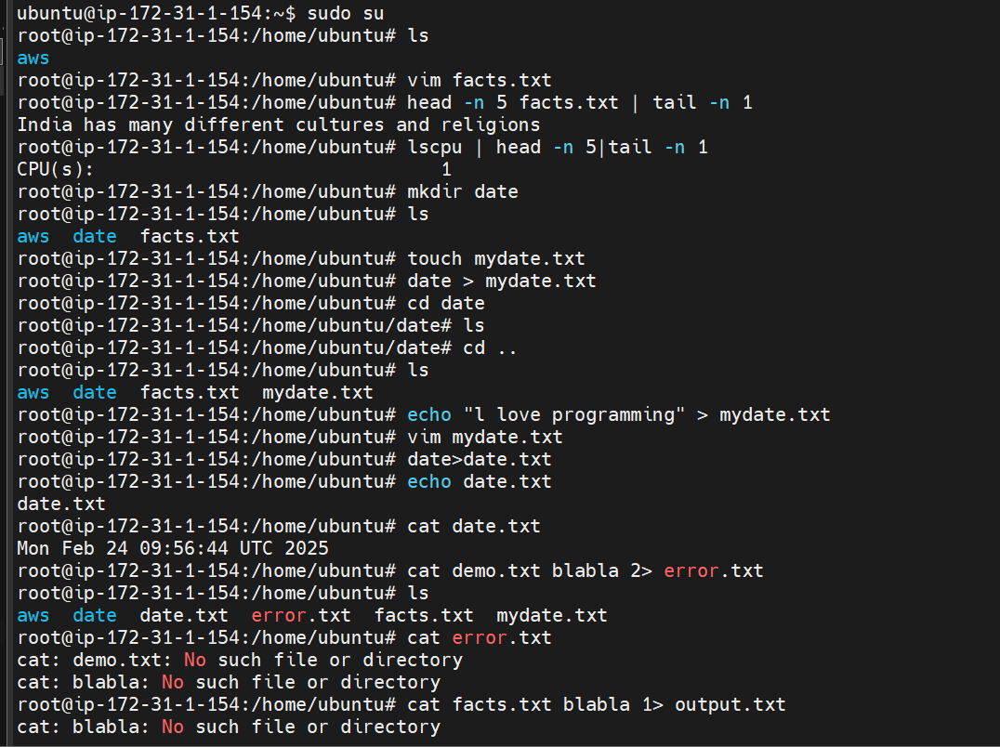 ubuntu@ip-172-31-1-154:~$ sudo su
root@ip-172-31-1-154:/home/ubuntu# ls
aws
root@ip-172-31-1-154:/home/ubuntu# vim facts.txt
root@ip-172-31-1-154:/home/ubuntu# head -n 5 facts.txt | tail -n 1
India has many different cultures and religions
root@ip-172-31-1-154:/home/ubuntu# lscpu | head -n 5|tail -n 1
CPU(s):                               1
root@ip-172-31-1-154:/home/ubuntu# mkdir date
root@ip-172-31-1-154:/home/ubuntu# ls
aws  date  facts.txt
root@ip-172-31-1-154:/home/ubuntu# touch mydate.txt
root@ip-172-31-1-154:/home/ubuntu# date > mydate.txt
root@ip-172-31-1-154:/home/ubuntu# cd date
root@ip-172-31-1-154:/home/ubuntu/date# ls
root@ip-172-31-1-154:/home/ubuntu/date# cd ..
root@ip-172-31-1-154:/home/ubuntu# ls
aws  date  facts.txt  mydate.txt
root@ip-172-31-1-154:/home/ubuntu# echo "l love programming" > mydate.txt
root@ip-172-31-1-154:/home/ubuntu# vim mydate.txt
root@ip-172-31-1-154:/home/ubuntu# date>date.txt
root@ip-172-31-1-154:/home/ubuntu# echo date.txt
date.txt
root@ip-172-31-1-154:/home/ubuntu# cat date.txt
Mon Feb 24 09:56:44 UTC 2025
root@ip-172-31-1-154:/home/ubuntu# cat demo.txt blabla 2> error.txt
root@ip-172-31-1-154:/home/ubuntu# ls
aws  date  date.txt  error.txt  facts.txt  mydate.txt
root@ip-172-31-1-154:/home/ubuntu# cat error.txt
cat: demo.txt: No such file or directory
cat: blabla: No such file or directory
root@ip-172-31-1-154:/home/ubuntu# cat facts.txt blabla 1> output.txt
cat: blabla: No such file or directory